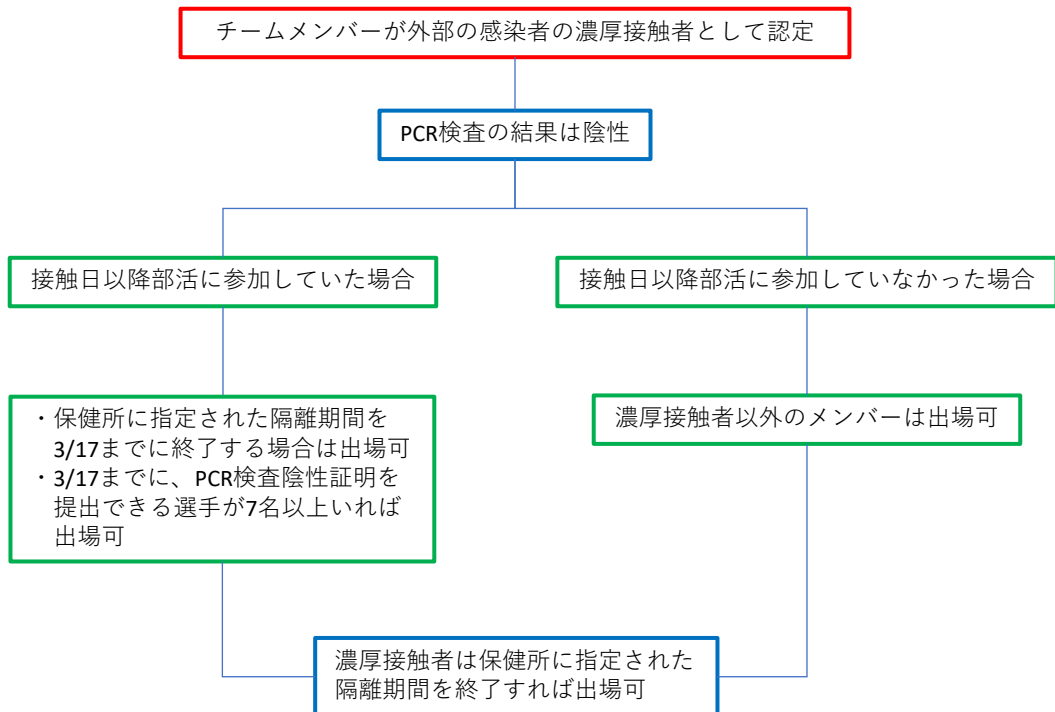 チームメンバーが外部の感染者の濃厚接触者として認定
PCR検査の結果は陰性
接触日以降部活に参加していた場合
接触日以降部活に参加していなかった場合
・保健所に指定された隔離期間を
3/17までに終了する場合は出場可
・3/17までに、PCR検査陰性証明を
提出できる選手が7名以上いれば
出場可
濃厚接触者以外のメンバーは出場可
濃厚接触者は保健所に指定された
隔離期間を終了すれば出場可